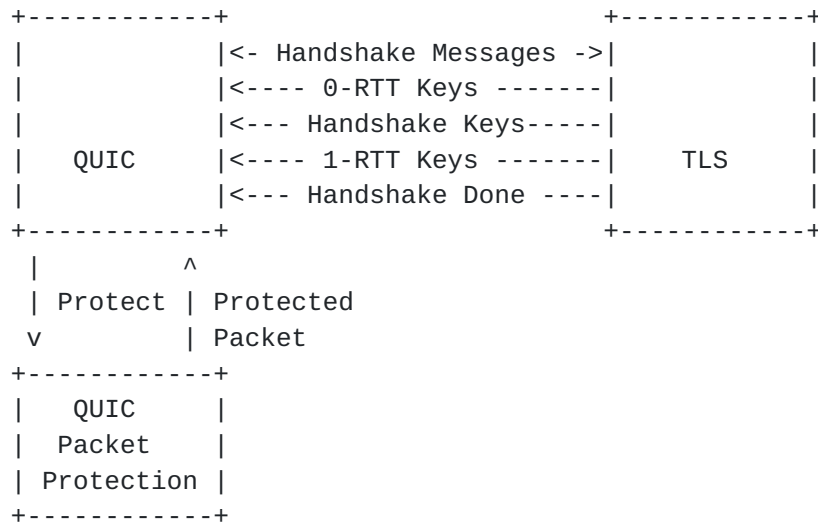 +------------+                        +------------+
|            |<- Handshake Messages ->|            |
|            |<---- 0-RTT Keys -------|            |
|            |<--- Handshake Keys-----|            |
|   QUIC     |<---- 1-RTT Keys -------|    TLS     |
|            |<--- Handshake Done ----|            |
+------------+                        +------------+
 |         ^
 | Protect | Protected
 v         | Packet
+------------+
|   QUIC     |
|  Packet    |
| Protection |
+------------+